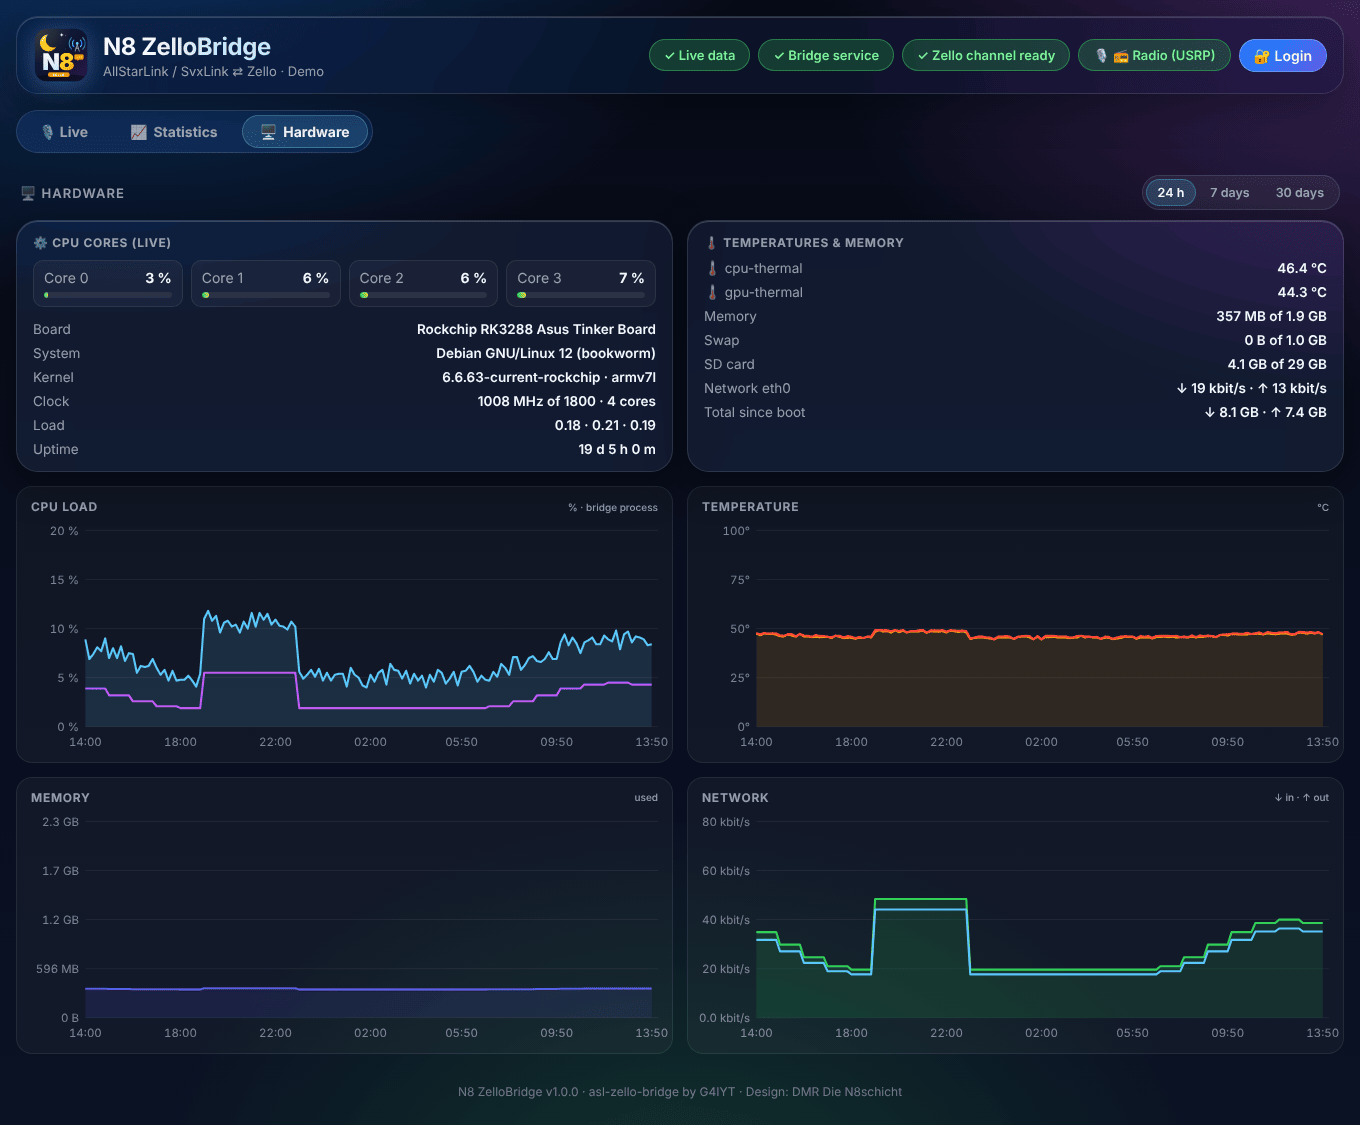 N8 ZelloBridge
AllStarLink / SvxLink ⇄ Zello · Demo
✓ Live data
✓ Bridge service
✓ Zello channel ready
🎙️ 📻 Radio (USRP)
🔐 Login
🎙️ Live
📈 Statistics
🖥️ Hardware
🖥️ HARDWARE
24 h
7 days
30 days
⚙️ CPU CORES (LIVE)
Core 0 3 %
Core 1 6 %
Core 2 6 %
Core 3 7 %
Board Rockchip RK3288 Asus Tinker Board
System Debian GNU/Linux 12 (bookworm)
Kernel 6.6.63-current-rockchip · armv7l
Clock 1008 MHz of 1800 · 4 cores
Load 0.18 · 0.21 · 0.19
Uptime 19 d 5 h 0 m
🌡️ TEMPERATURES & MEMORY
🌡️ cpu-thermal 46.4 °C
🌡️ gpu-thermal 44.3 °C
Memory 357 MB of 1.9 GB
Swap 0 B of 1.0 GB
SD card 4.1 GB of 29 GB
Network eth0 ↓ 19 kbit/s · ↑ 13 kbit/s
Total since boot ↓ 8.1 GB · ↑ 7.4 GB
CPU LOAD % · bridge process
20 %
15 %
10 %
5 %
0 %
14:00 18:00 22:00 02:00 05:50 09:50 13:50
TEMPERATURE °C
100°
75°
50°
25°
0°
14:00 18:00 22:00 02:00 05:50 09:50 13:50
MEMORY used
2.3 GB
1.7 GB
1.2 GB
596 MB
0 B
14:00 18:00 22:00 02:00 05:50 09:50 13:50
NETWORK ↓ in · ↑ out
80 kbit/s
60 kbit/s
40 kbit/s
20 kbit/s
0.0 kbit/s
14:00 18:00 22:00 02:00 05:50 09:50 13:50
N8 ZelloBridge v1.0.0 · asl-zello-bridge by G4IYT · Design: DMR Die N8schicht